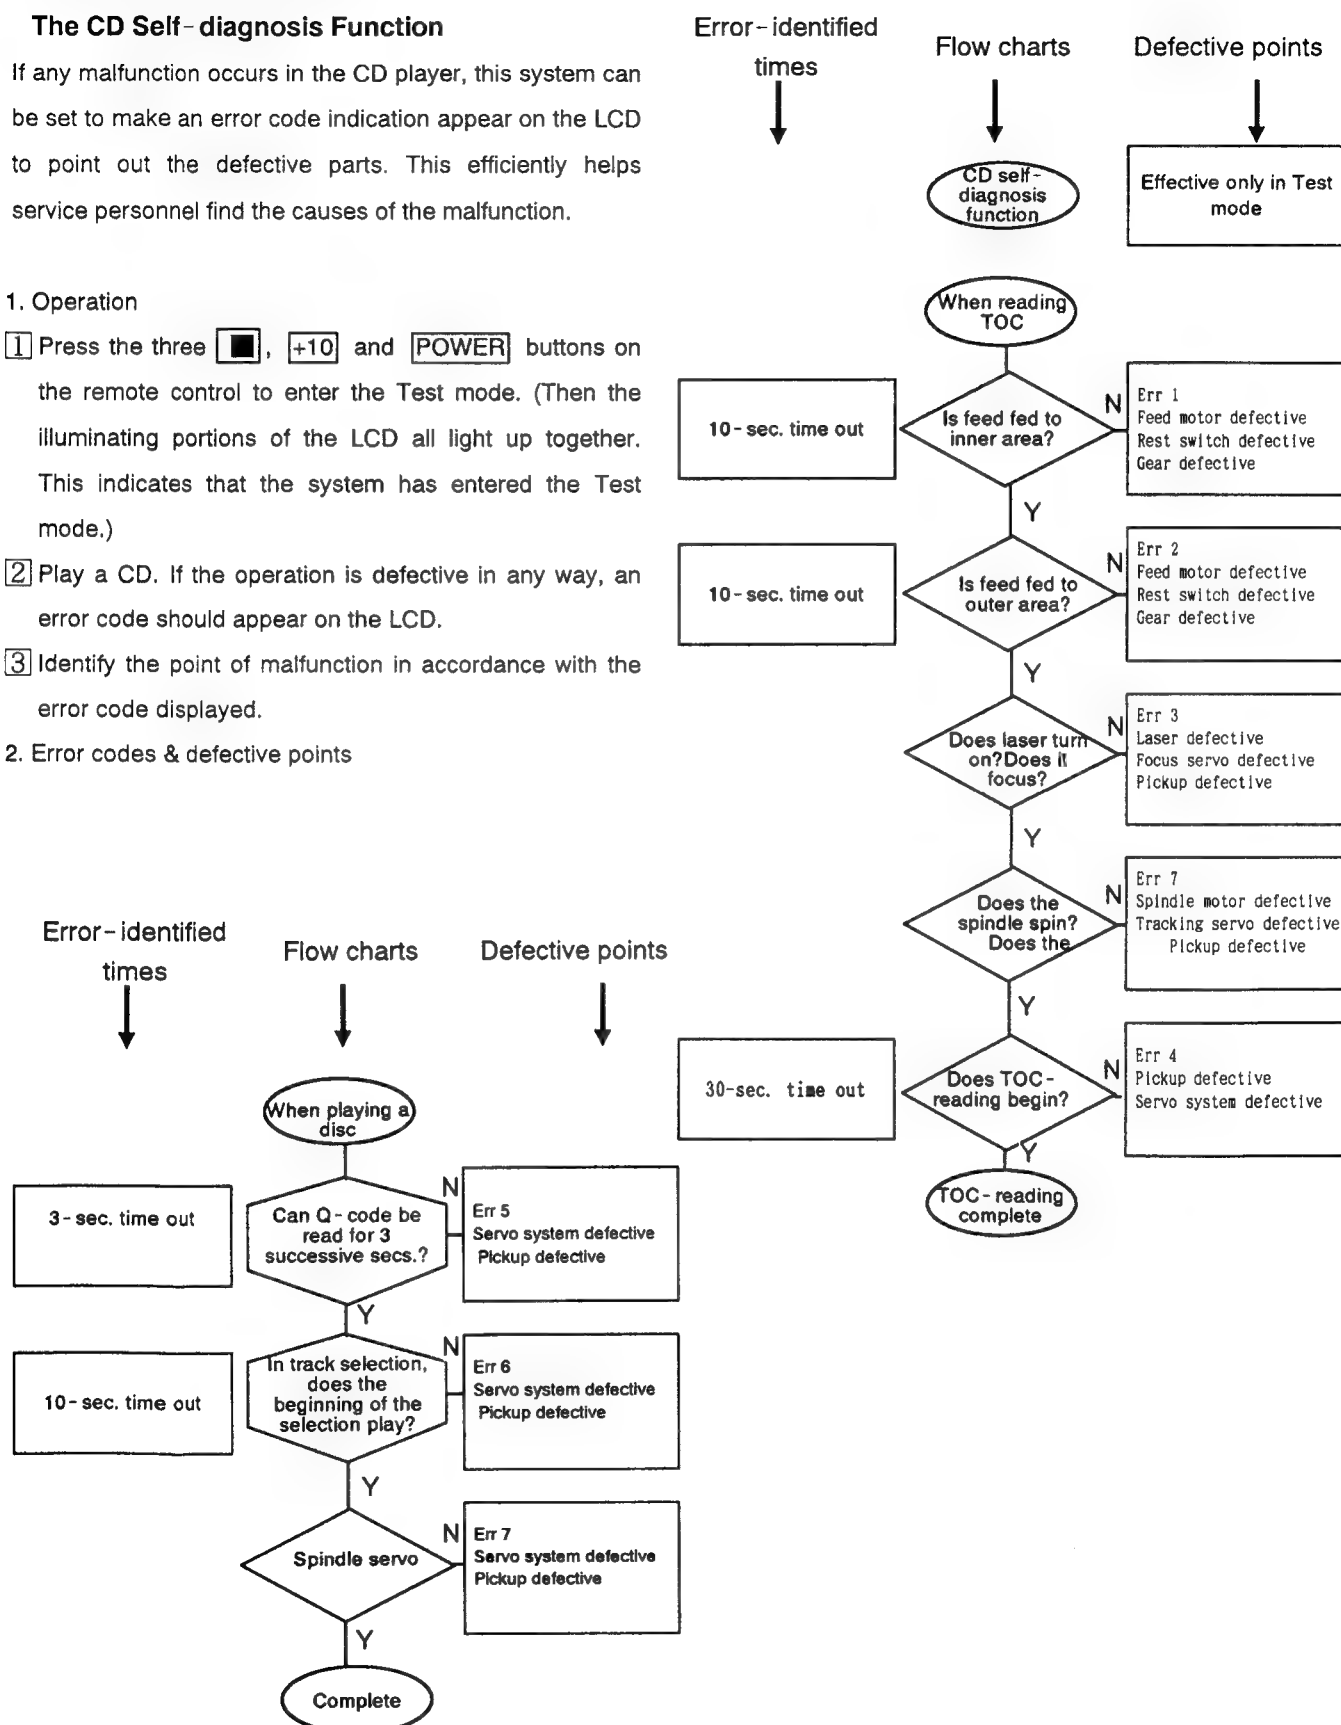 The CD Self-diagnosis Function
If any malfunction occurs in the CD player, this system can
be set to make an error code indication appear on the LCD
to point out the defective parts. This efficiently helps
service personnel find the causes of the malfunction.
1. Operation
1 Press the three ■, +10 and POWER buttons on
the remote control to enter the Test mode. (Then the
illuminating portions of the LCD all light up together.
This indicates that the system has entered the Test
mode.)
2 Play a CD. If the operation is defective in any way, an
error code should appear on the LCD.
3 Identify the point of malfunction in accordance with the
error code displayed.
2. Error codes & defective points
Error-identified
times
Flow charts
Defective points
When playing a
disc
3-sec. time out
Can Q-code be
read for 3
successive secs.?
N
Err 5
Servo system defective
Pickup defective
Y
10-sec. time out
In track selection,
does the
beginning of the
selection play?
N
Err 6
Servo system defective
Pickup defective
Y
Spindle servo
N
Err 7
Servo system defective
Pickup defective
Y
Complete
Error-identified
times
Flow charts
Defective points
CD self-
diagnosis
function
Effective only in Test
mode
When reading
TOC
10-sec. time out
Is feed fed to
inner area?
N
Err 1
Feed motor defective
Rest switch defective
Gear defective
Y
10-sec. time out
Is feed fed to
outer area?
N
Err 2
Feed motor defective
Rest switch defective
Gear defective
Y
Does laser turn
on?Does it
focus?
N
Err 3
Laser defective
Focus servo defective
Pickup defective
Y
Does the
spindle spin?
Does the
N
Err 7
Spindle motor defective
Tracking servo defective
Pickup defective
Y
30-sec. time out
Does TOC-
reading begin?
N
Err 4
Pickup defective
Servo system defective
Y
TOC-reading
complete